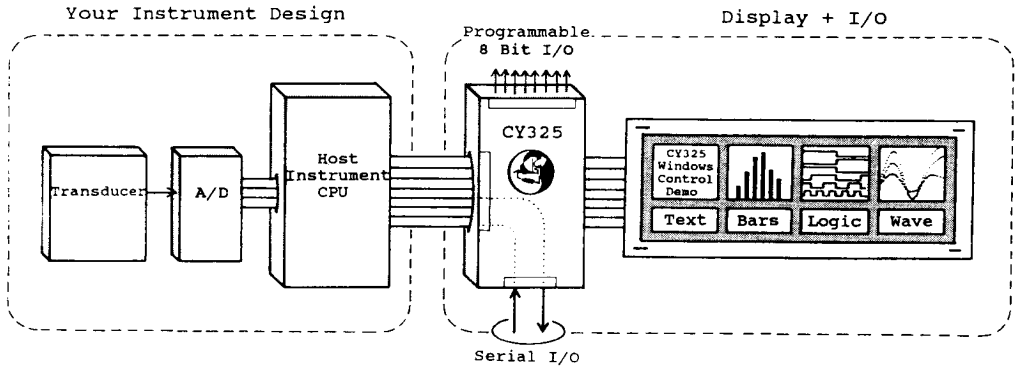 Your Instrument Design
Display + I/O
Programmable
8 Bit I/O
CY325
Host
Instrument
CPU
Transducer
A/D
CY325
Windows
Control
Demo
Text
Bars
Logic
Wave
Serial I/O